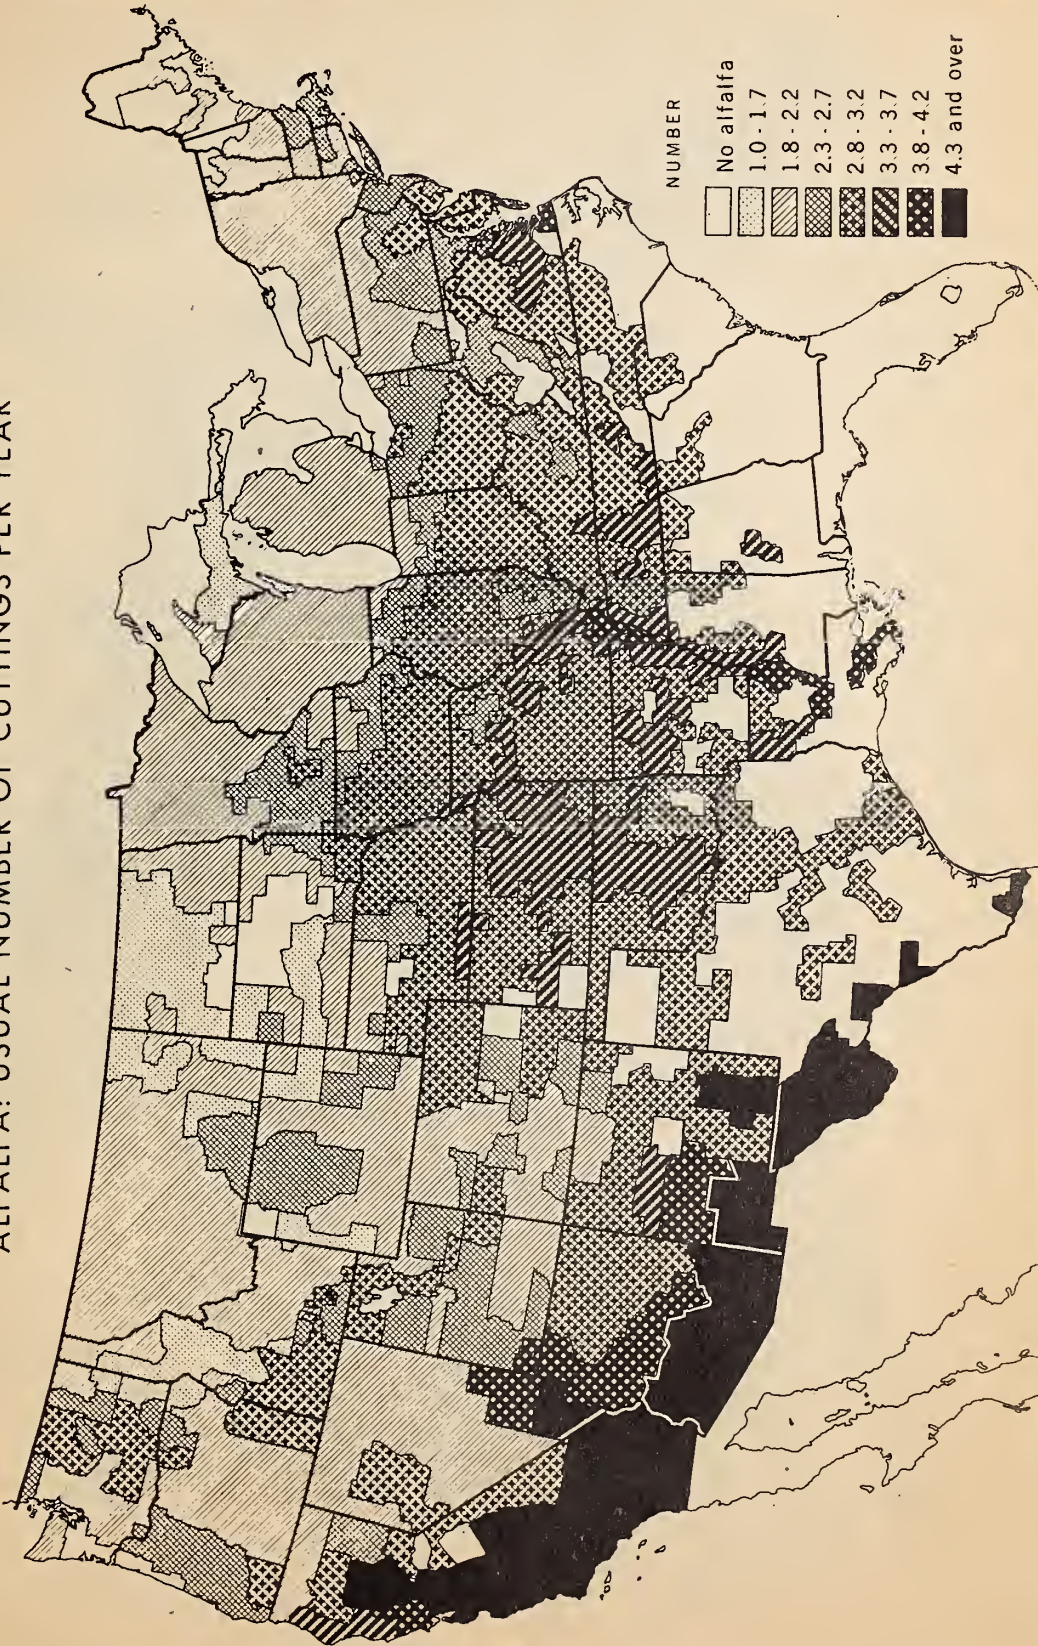 ALFALFA: USUAL NUMBER OF CUTTINGS PER YEAR
NUMBER
No alfalfa
1.0 - 1.7
1.8 - 2.2
2.3 - 2.7
2.8 - 3.2
3.3 - 3.7
3.8 - 4.2
4.3 and over